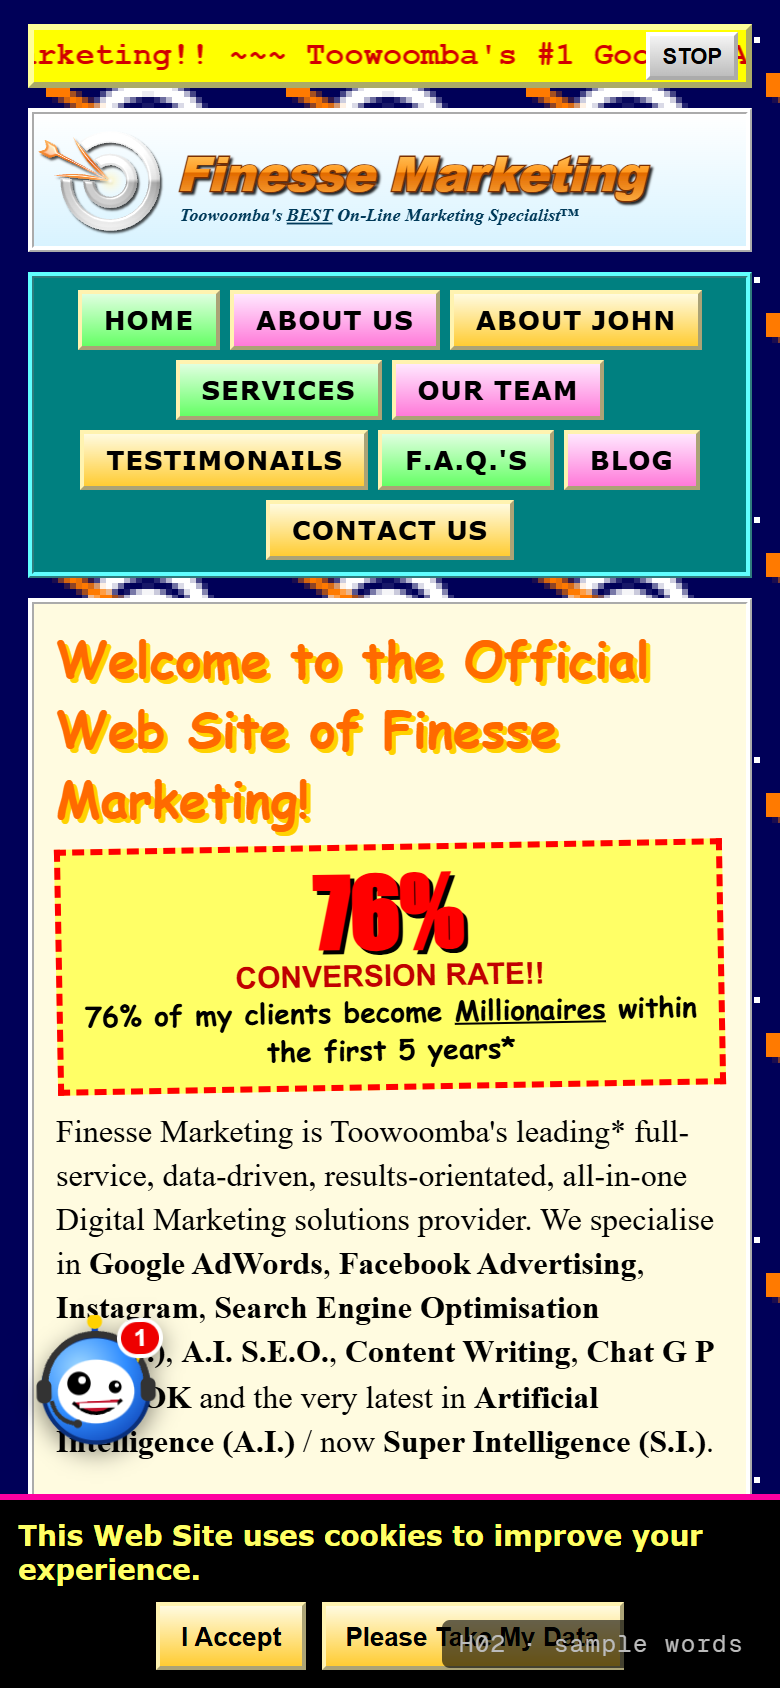 rketing!! ~~~ Toowoomba's #1 Goo
STOP
Finesse Marketing
Toowoomba's BEST On-Line Marketing Specialist™
HOME ABOUT US ABOUT JOHN
SERVICES OUR TEAM
TESTIMONAILS F.A.Q.'S BLOG
CONTACT US
Welcome to the Official
Web Site of Finesse
Marketing!
76%
CONVERSION RATE!!
76% of my clients become Millionaires within
the first 5 years*
Finesse Marketing is Toowoomba's leading* full-
service, data-driven, results-orientated, all-in-one
Digital Marketing solutions provider. We specialise
in Google AdWords, Facebook Advertising,
Instagram, Search Engine Optimisation
.), A.I. S.E.O., Content Writing, Chat G P
OK and the very latest in Artificial
Intelligence (A.I.) / now Super Intelligence (S.I.).
1
This Web Site uses cookies to improve your
experience.
I Accept Please Take My Data
H02 · sample words